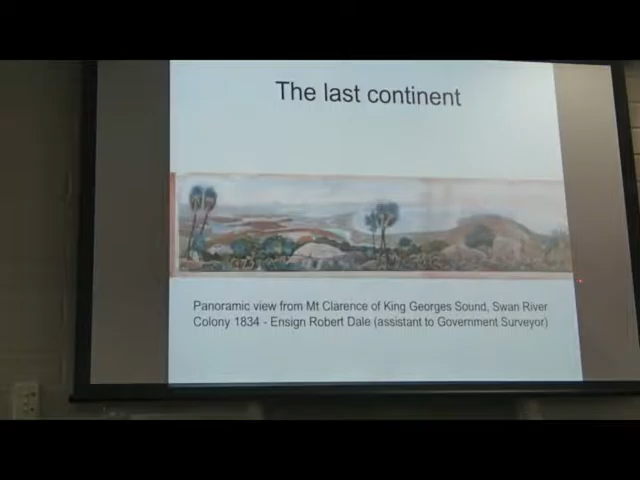 The last continent
Panoramic view from Mt Clarence of King Georges Sound, Swan River
Colony 1834 - Ensign Robert Dale (assistant to Government Surveyor)